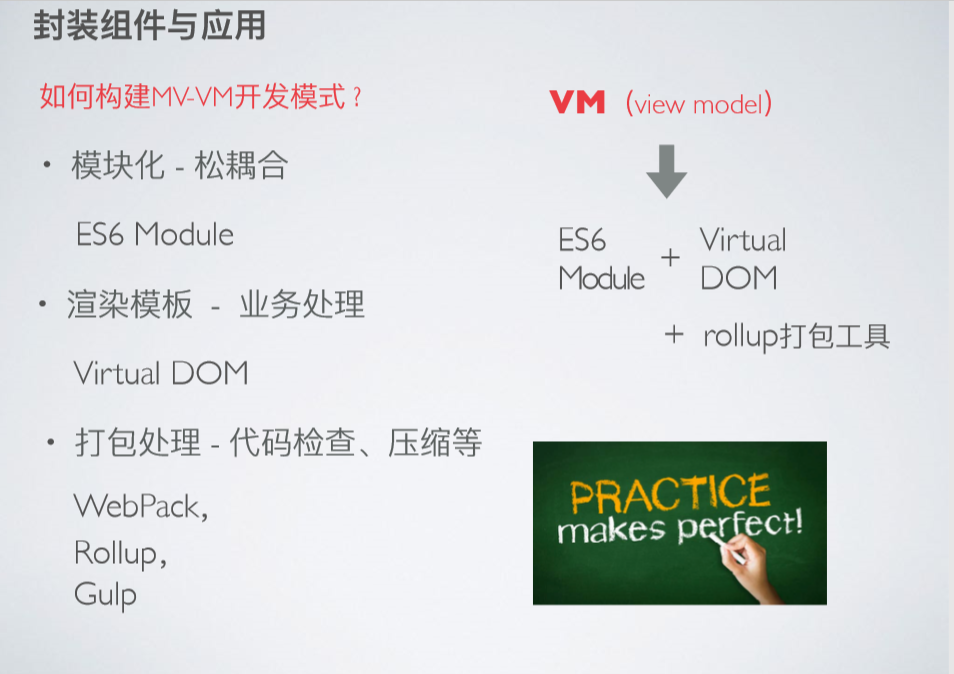 封装组件与应用
如何构建MV-VM开发模式？
• 模块化 - 松耦合
ES6 Module
• 渲染模板 - 业务处理
Virtual DOM
• 打包处理 - 代码检查、压缩等
WebPack,
Rollup,
Gulp
VM（view model）
ES6
Module
+
Virtual
DOM
+ rollup打包工具
PRACTICE
makes perfect!